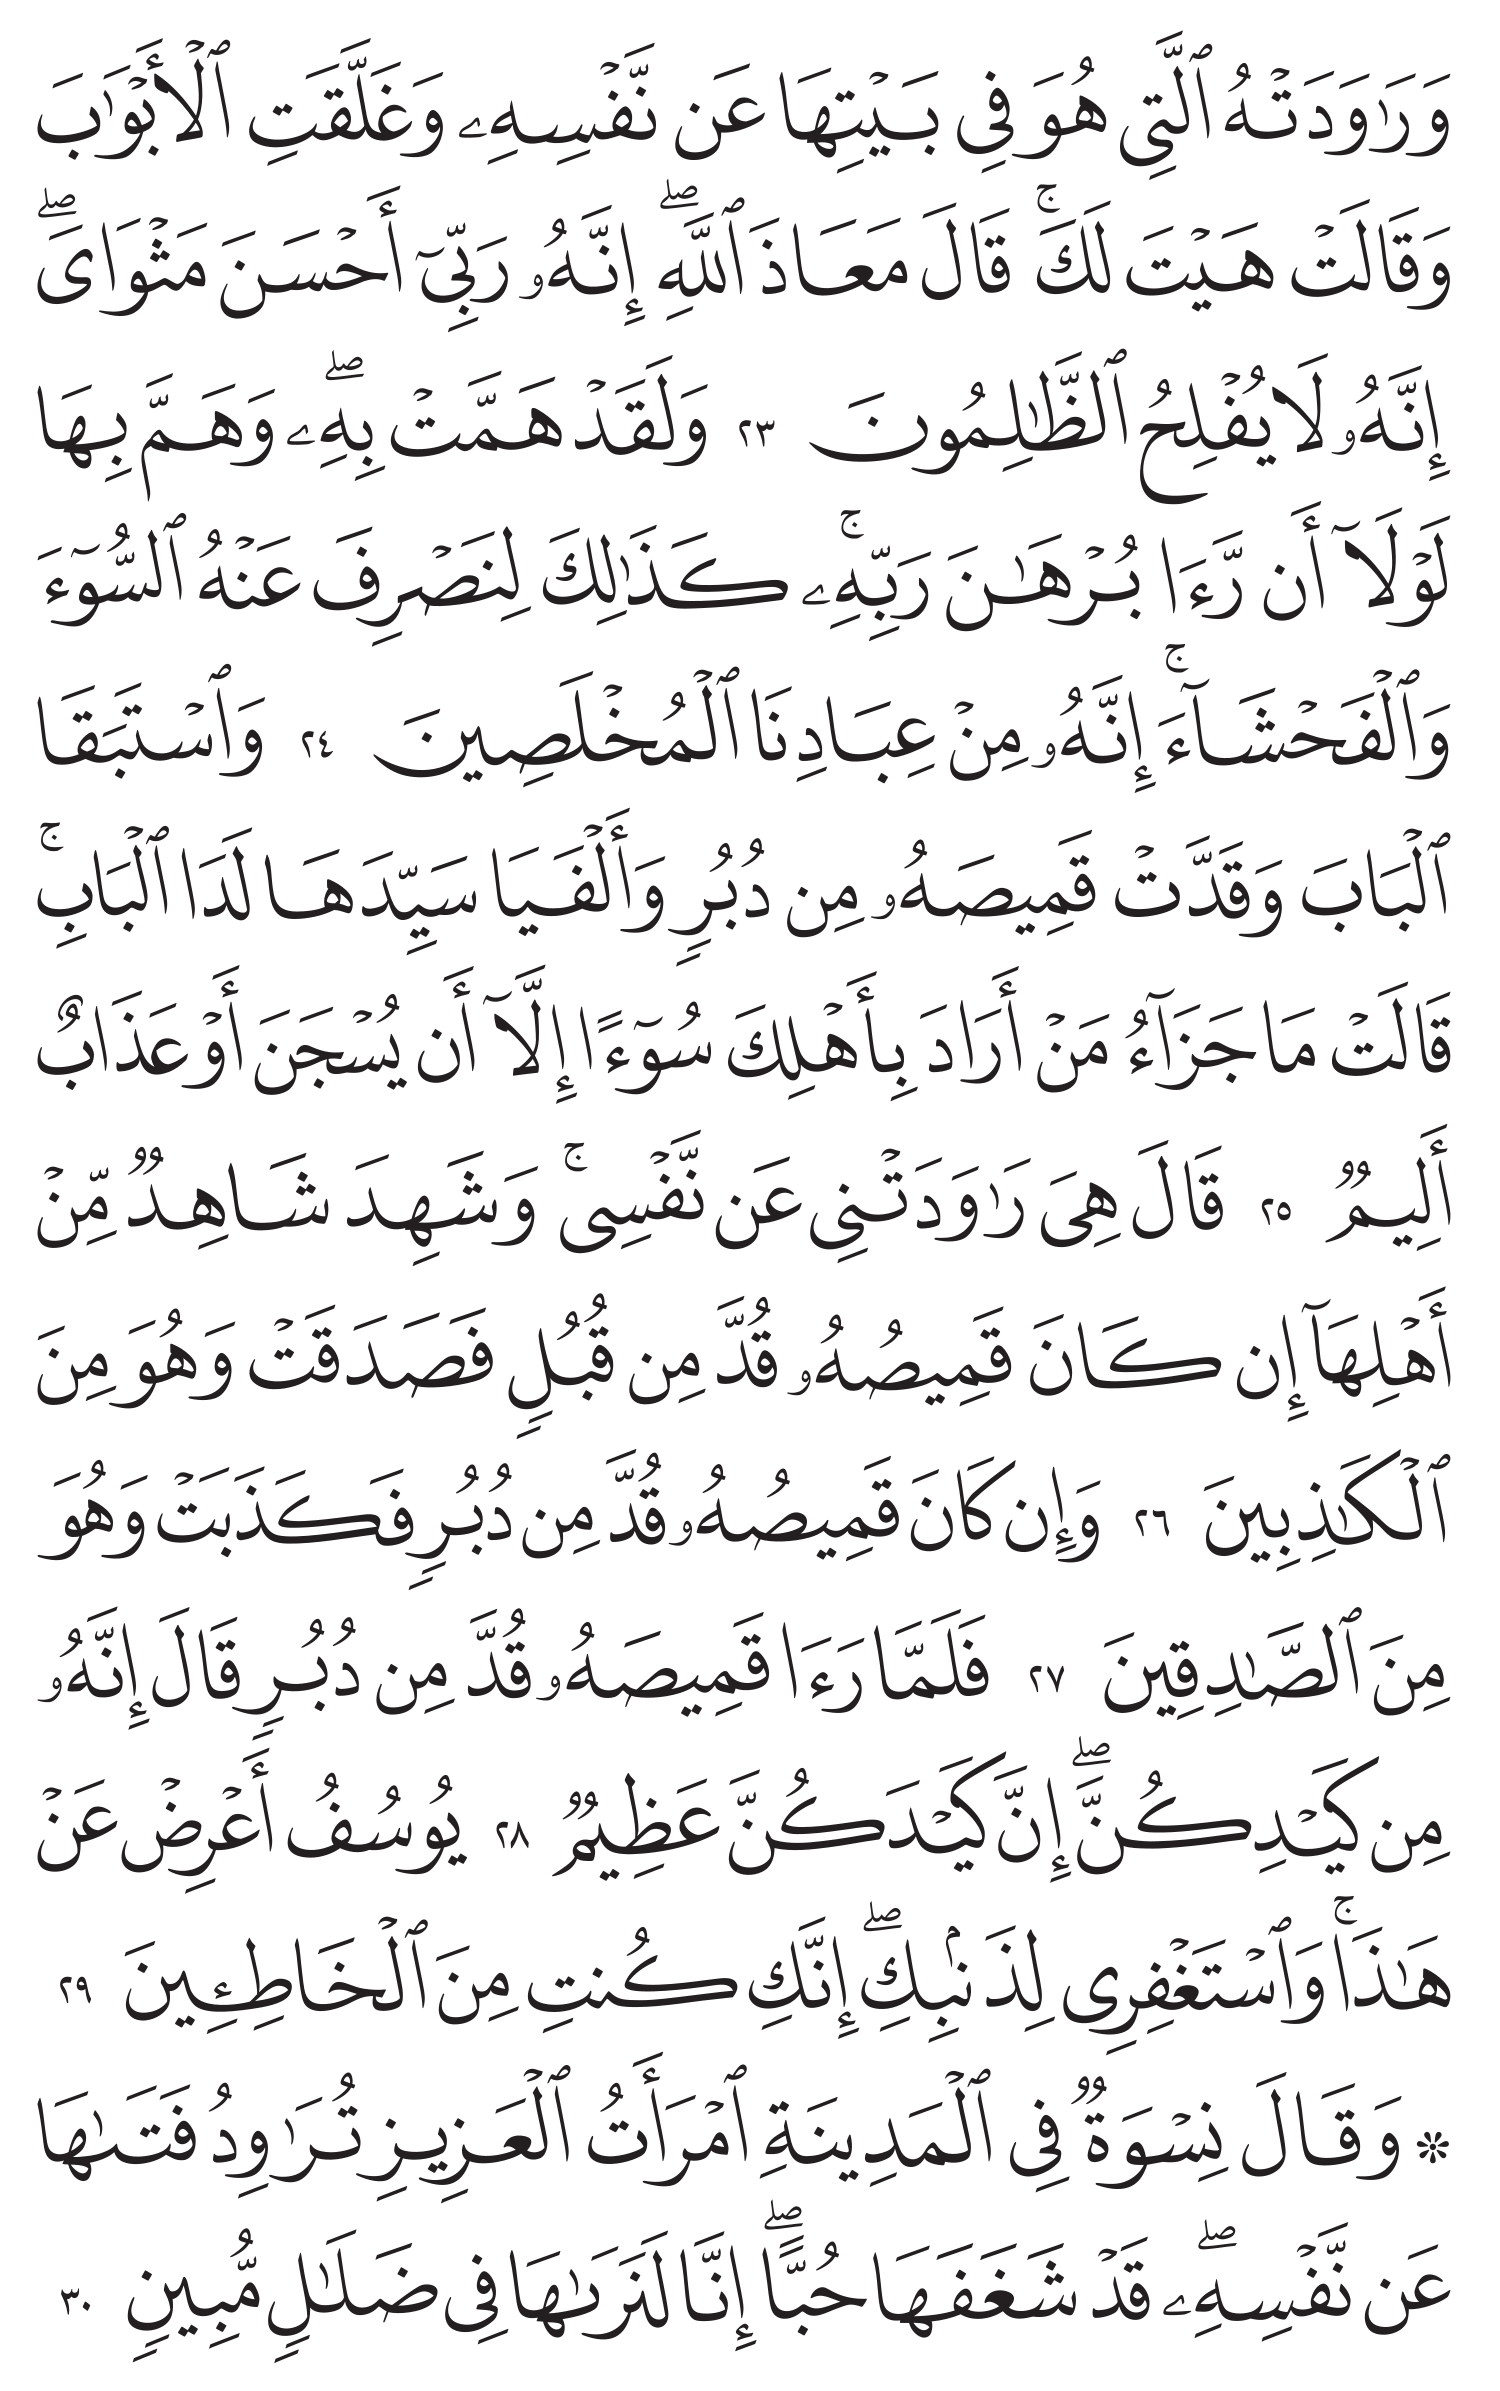 وَرَٰوَدَتۡهُ ٱلَّتِي هُوَ فِي بَيۡتِهَا عَن نَّفۡسِهِۦ وَغَلَّقَتِ ٱلۡأَبۡوَٰبَ
وَقَالَتۡ هَيۡتَ لَكَۚ قَالَ مَعَاذَ ٱللَّهِۖ إِنَّهُۥ رَبِّيٓ أَحۡسَنَ مَثۡوَايَۖ
إِنَّهُۥ لَا يُفۡلِحُ ٱلظَّٰلِمُونَ ٢٣ وَلَقَدۡ هَمَّتۡ بِهِۦۖ وَهَمَّ بِهَا
لَوۡلَآ أَن رَّءَا بُرۡهَٰنَ رَبِّهِۦۚ كَذَٰلِكَ لِنَصۡرِفَ عَنۡهُ ٱلسُّوٓءَ
وَٱلۡفَحۡشَآءَۚ إِنَّهُۥ مِنۡ عِبَادِنَا ٱلۡمُخۡلَصِينَ ٢٤ وَٱسۡتَبَقَا
ٱلۡبَابَ وَقَدَّتۡ قَمِيصَهُۥ مِن دُبُرٖ وَأَلۡفَيَا سَيِّدَهَا لَدَا ٱلۡبَابِۚ
قَالَتۡ مَا جَزَآءُ مَنۡ أَرَادَ بِأَهۡلِكَ سُوٓءًا إِلَّآ أَن يُسۡجَنَ أَوۡ عَذَابٌ
أَلِيمٞ ٢٥ قَالَ هِيَ رَٰوَدَتۡنِي عَن نَّفۡسِيۚ وَشَهِدَ شَاهِدٞ مِّنۡ
أَهۡلِهَآ إِن كَانَ قَمِيصُهُۥ قُدَّ مِن قُبُلٖ فَصَدَقَتۡ وَهُوَ مِنَ
ٱلۡكَٰذِبِينَ ٢٦ وَإِن كَانَ قَمِيصُهُۥ قُدَّ مِن دُبُرٖ فَكَذَبَتۡ وَهُوَ
مِنَ ٱلصَّٰدِقِينَ ٢٧ فَلَمَّا رَءَا قَمِيصَهُۥ قُدَّ مِن دُبُرٖ قَالَ إِنَّهُۥ
مِن كَيۡدِكُنَّۖ إِنَّ كَيۡدَكُنَّ عَظِيمٞ ٢٨ يُوسُفُ أَعۡرِضۡ عَنۡ
هَٰذَاۚ وَٱسۡتَغۡفِرِي لِذَنۢبِكِۖ إِنَّكِ كُنتِ مِنَ ٱلۡخَاطِـِٔينَ ٢٩
۞ وَقَالَ نِسۡوَةٞ فِي ٱلۡمَدِينَةِ ٱمۡرَأَتُ ٱلۡعَزِيزِ تُرَٰوِدُ فَتَىٰهَا
عَن نَّفۡسِهِۦۖ قَدۡ شَغَفَهَا حُبًّاۖ إِنَّا لَنَرَىٰهَا فِي ضَلَٰلٖ مُّبِينٖ ٣٠